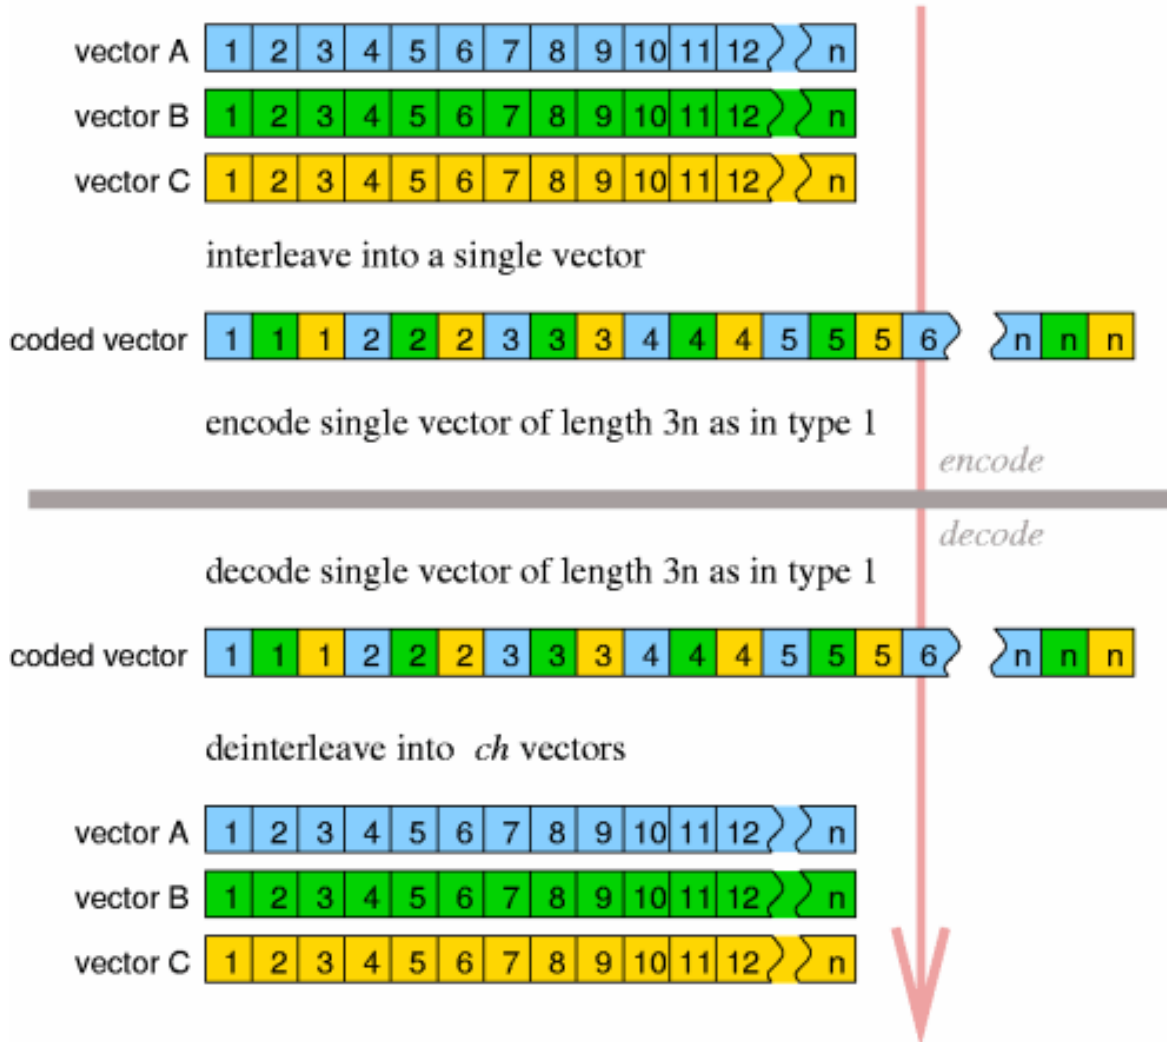 vector A 1 2 3 4 5 6 7 8 9 10 11 12 n
vector B 1 2 3 4 5 6 7 8 9 10 11 12 n
vector C 1 2 3 4 5 6 7 8 9 10 11 12 n
interleave into a single vector
coded vector 1 1 1 2 2 2 3 3 3 4 4 4 5 5 5 6 n n n
encode single vector of length 3n as in type 1
encode
decode
decode single vector of length 3n as in type 1
coded vector 1 1 1 2 2 2 3 3 3 4 4 4 5 5 5 6 n n n
deinterleave into ch vectors
vector A 1 2 3 4 5 6 7 8 9 10 11 12 n
vector B 1 2 3 4 5 6 7 8 9 10 11 12 n
vector C 1 2 3 4 5 6 7 8 9 10 11 12 n